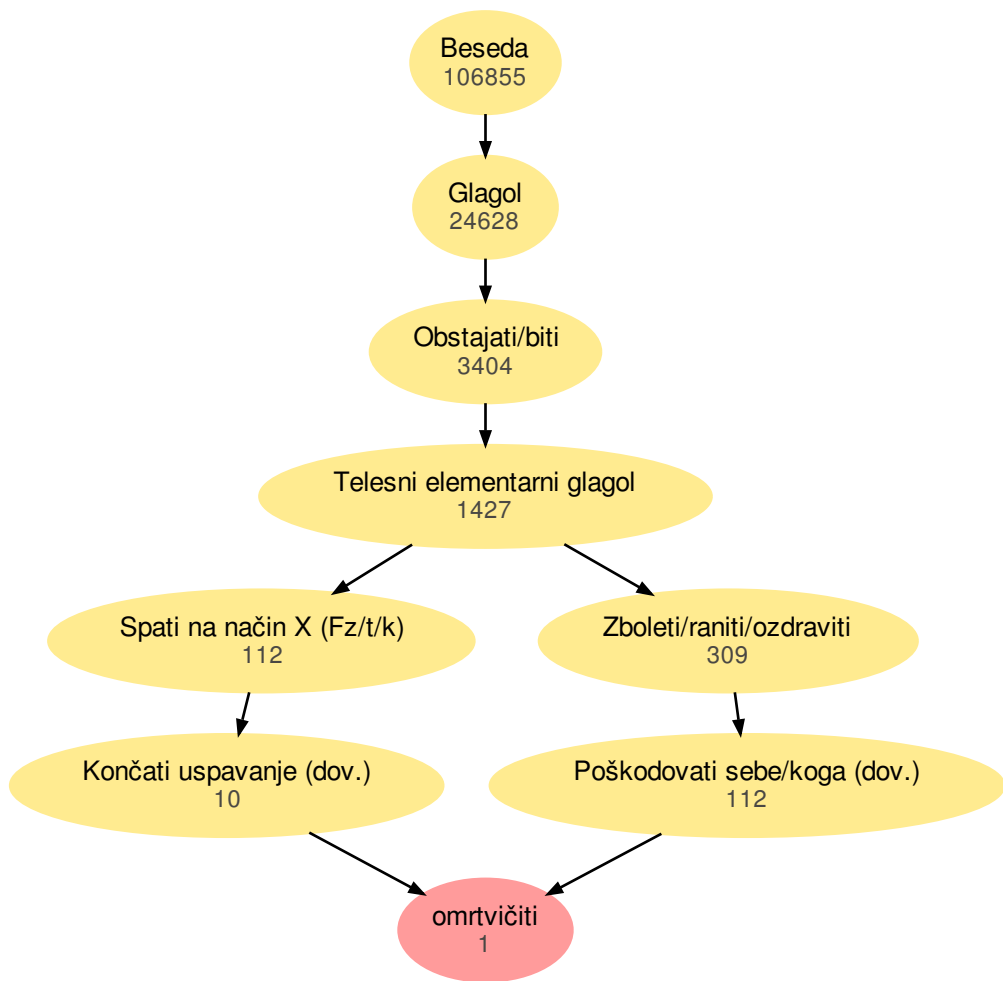 Beseda
106855
Glagol
24628
Obstajati/biti
3404
Telesni elementarni glagol
1427
Spati na način X (Fz/t/k)
112
Zboleti/raniti/ozdraviti
309
Končati uspavanje (dov.)
10
Poškodovati sebe/koga (dov.)
112
omrtvičiti
1